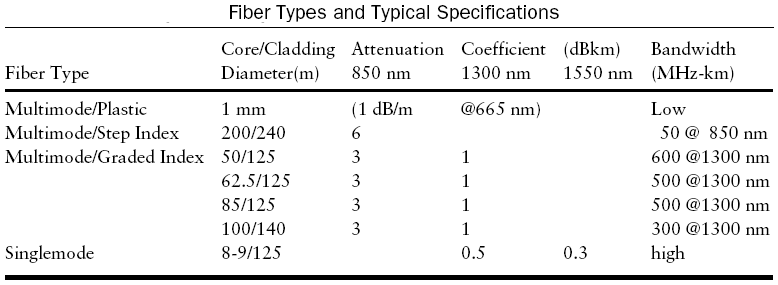 Fiber Types and Typical Specifications
Core/Cladding Attenuation Coefficient (dBkm) Bandwidth
Fiber Type Diameter(m) 850 nm 1300 nm 1550 nm (MHz-km)
Multimode/Plastic 1 mm (1 dB/m @665 nm) Low
Multimode/Step Index 200/240 6 50 @ 850 nm
Multimode/Graded Index 50/125 3 1 600 @1300 nm
62.5/125 3 1 500 @1300 nm
85/125 3 1 500 @1300 nm
100/140 3 1 300 @1300 nm
Singlemode 8-9/125 0.5 0.3 high